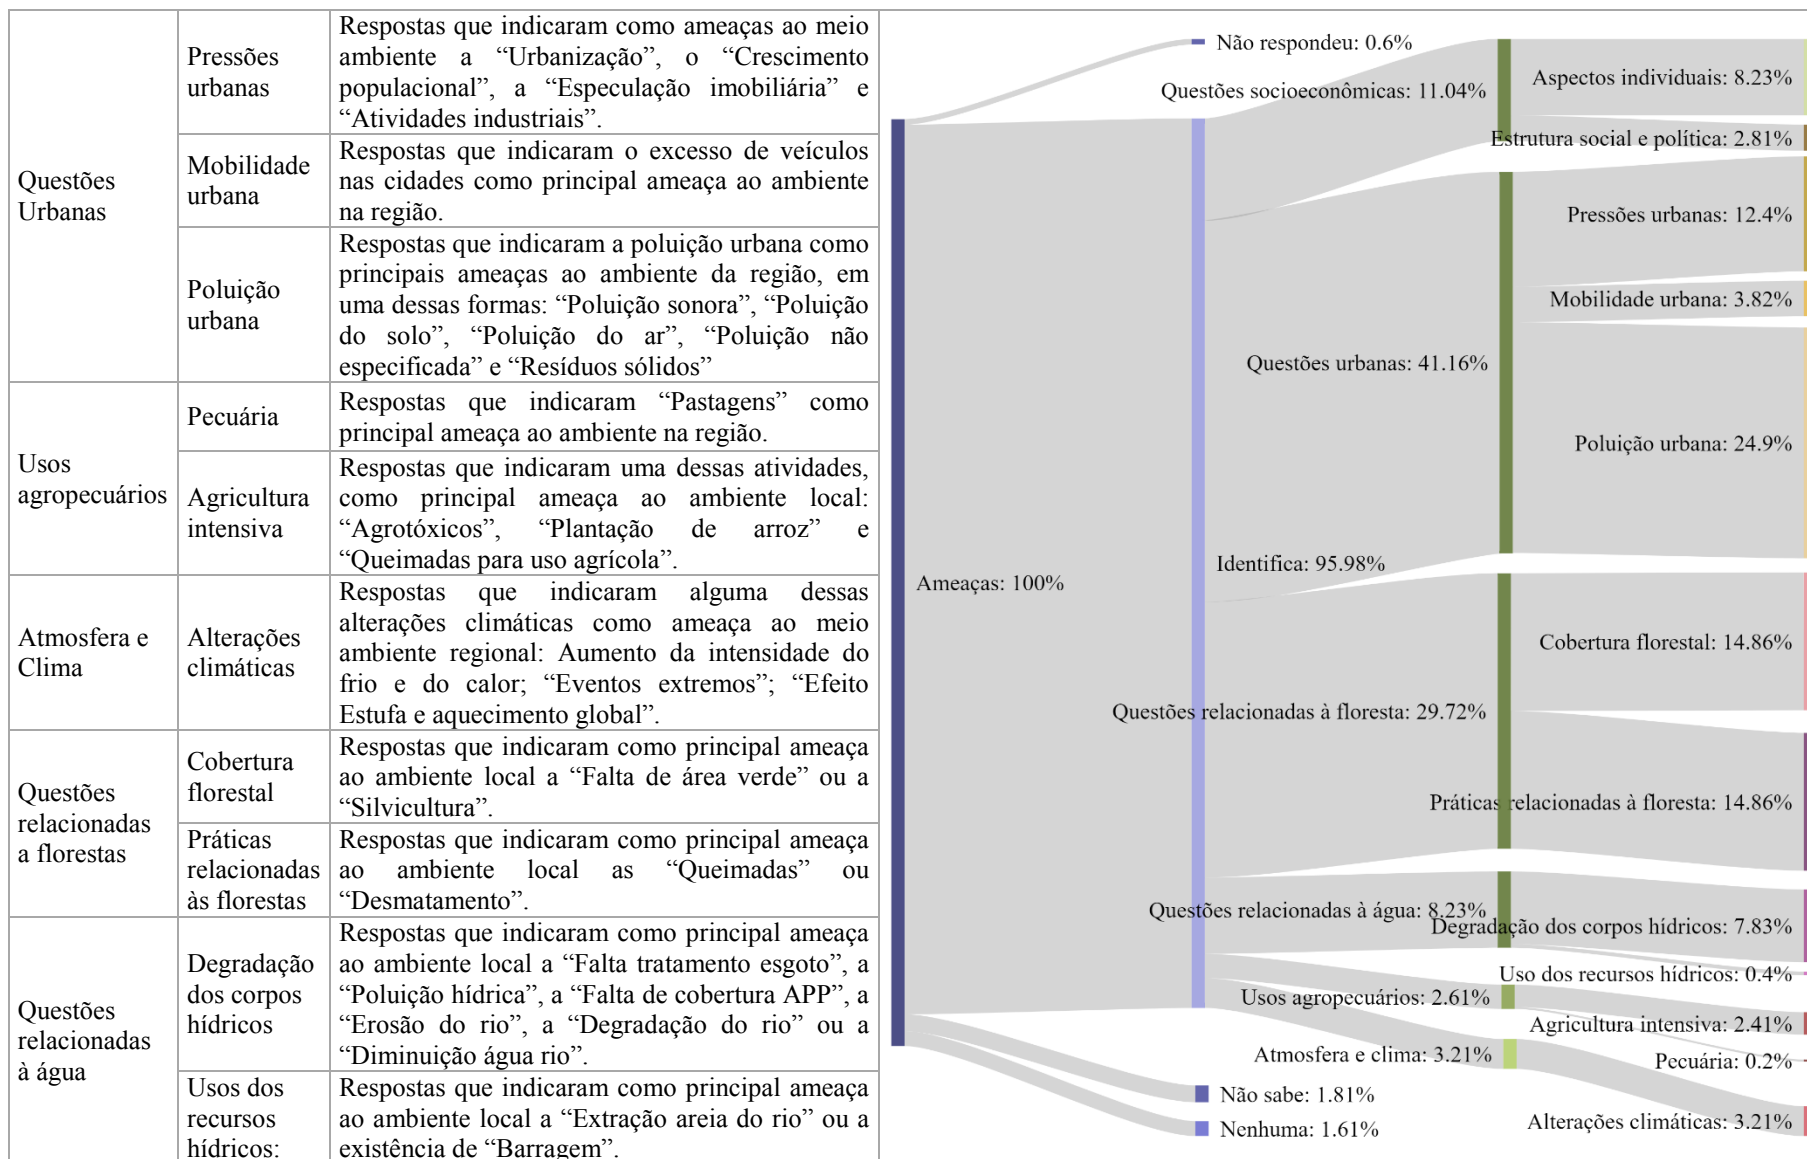 Questões
Urbanas
Pressões
urbanas
Respostas que indicaram como ameaças ao meio
ambiente a “Urbanização”, o “Crescimento
populacional”, a “Especulação imobiliária” e
“Atividades industriais”.
Mobilidade
urbana
Respostas que indicaram o excesso de veículos
nas cidades como principal ameaça ao ambiente
na região.
Poluição
urbana
Respostas que indicaram a poluição urbana como
principais ameaças ao ambiente da região, em
uma dessas formas: “Poluição sonora”, “Poluição
do solo”, “Poluição do ar”, “Poluição não
especificada” e “Resíduos sólidos”
Usos
agropecuários
Pecuária
Respostas que indicaram “Pastagens” como
principal ameaça ao ambiente na região.
Agricultura
intensiva
Respostas que indicaram uma dessas atividades,
como principal ameaça ao ambiente local:
“Agrotóxicos”, “Plantação de arroz” e
“Queimadas para uso agrícola”.
Atmosfera e
Clima
Alterações
climáticas
Respostas que indicaram alguma dessas
alterações climáticas como ameaça ao meio
ambiente regional: Aumento da intensidade do
frio e do calor; “Eventos extremos”; “Efeito
Estufa e aquecimento global”.
Questões
relacionadas
a florestas
Cobertura
florestal
Respostas que indicaram como principal ameaça
ao ambiente local a “Falta de área verde” ou a
“Silvicultura”.
Práticas
relacionadas
às florestas
Respostas que indicaram como principal ameaça
ao ambiente local as “Queimadas” ou
“Desmatamento”.
Questões
relacionadas
à água
Degradação
dos corpos
hídricos
Respostas que indicaram como principal ameaça
ao ambiente local a “Falta tratamento esgoto”, a
“Poluição hídrica”, a “Falta de cobertura APP”, a
“Erosão do rio”, a “Degradação do rio” ou a
“Diminuição água rio”.
Usos dos
recursos
hídricos:
Respostas que indicaram como principal ameaça
ao ambiente local a “Extração areia do rio” ou a
existência de “Barragem”.
Ameaças: 100%
Não respondeu: 0.6%
Identifica: 95.98%
Não sabe: 1.81%
Nenhuma: 1.61%
Questões socioeconômicas: 11.04%
Questões urbanas: 41.16%
Questões relacionadas à floresta: 29.72%
Questões relacionadas à água: 8.23%
Usos agropecuários: 2.61%
Atmosfera e clima: 3.21%
Aspectos individuais: 8.23%
Estrutura social e política: 2.81%
Pressões urbanas: 12.4%
Mobilidade urbana: 3.82%
Poluição urbana: 24.9%
Cobertura florestal: 14.86%
Práticas relacionadas à floresta: 14.86%
Degradação dos corpos hídricos: 7.83%
Uso dos recursos hídricos: 0.4%
Agricultura intensiva: 2.41%
Pecuária: 0.2%
Alterações climáticas: 3.21%